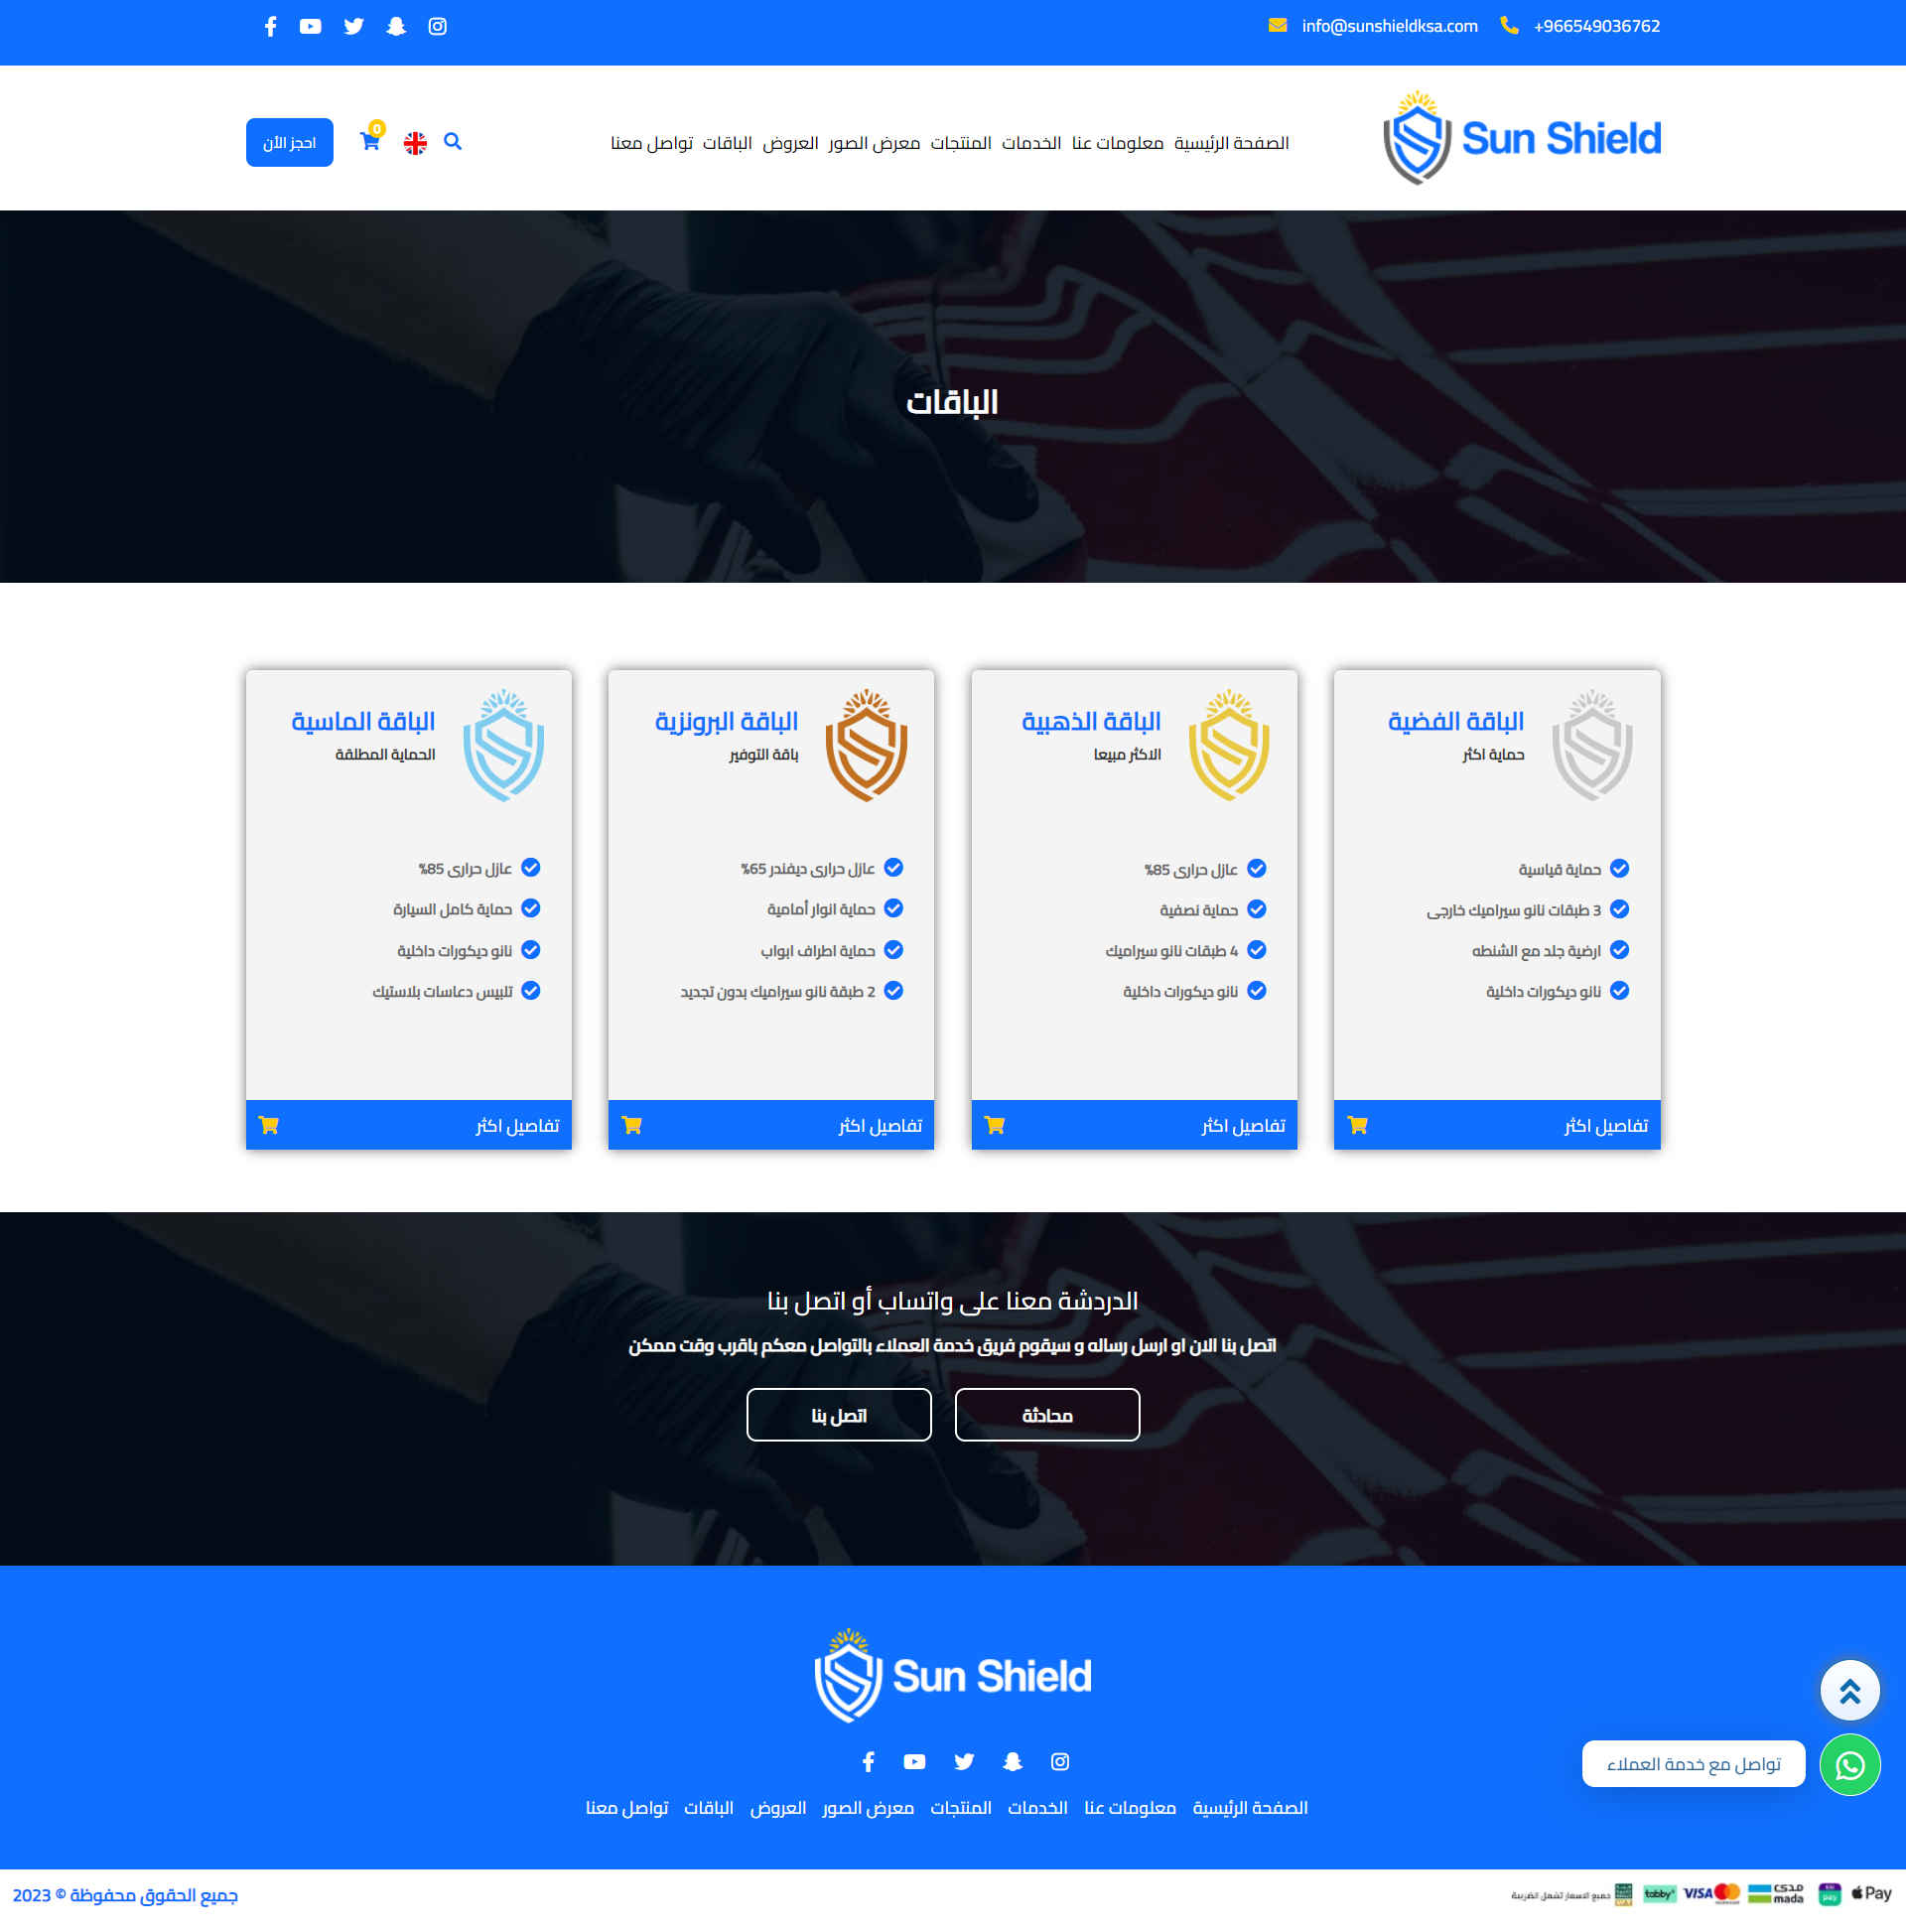 +966549036762
info@sunshieldksa.com
Sun Shield
الصفحة الرئيسية
معلومات عنا
الخدمات
المنتجات
معرض الصور
العروض
الباقات
تواصل معنا
0
احجز الأن
الباقات
الباقة الفضية
حماية اكثر
حماية قياسية
3 طبقات نانو سيراميك خارجى
ارضية جلد مع الشنطه
نانو ديكورات داخلية
تفاصيل اكثر
الباقة الذهبية
الاكثر مبيعا
عازل حرارى 85%
حماية نصفية
4 طبقات نانو سيراميك
نانو ديكورات داخلية
تفاصيل اكثر
الباقة البرونزية
باقة التوفير
عازل حرارى ديفندر 65%
حماية انوار أمامية
حماية اطراف ابواب
2 طبقة نانو سيراميك بدون تجديد
تفاصيل اكثر
الباقة الماسية
الحماية المطلقة
عازل حرارى 85%
حماية كامل السيارة
نانو ديكورات داخلية
تلبيس دعاسات بلاستيك
تفاصيل اكثر
الدردشة معنا على واتساب أو اتصل بنا
اتصل بنا الان او ارسل رساله و سيقوم فريق خدمة العملاء بالتواصل معكم باقرب وقت ممكن
محادثة
اتصل بنا
Sun Shield
تواصل مع خدمة العملاء
الصفحة الرئيسية
معلومات عنا
الخدمات
المنتجات
معرض الصور
العروض
الباقات
تواصل معنا
Pay
pay
مدى
mada
VISA
tabby
جميع الاسعار تشمل الضريبة
جميع الحقوق محفوظة © 2023